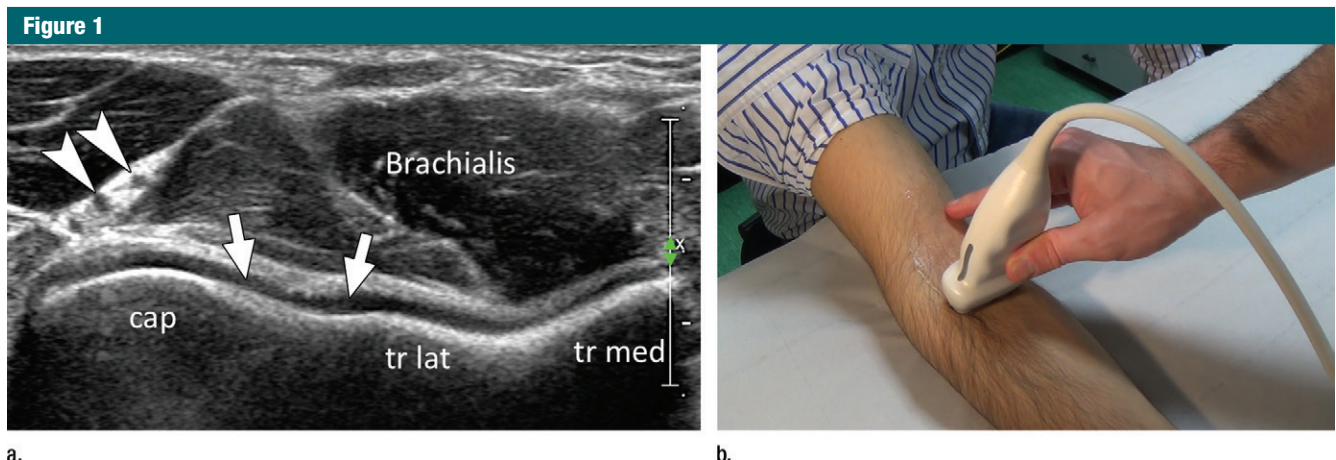 Figure 1
Brachialis
x
cap
tr lat
tr med
a.
b.